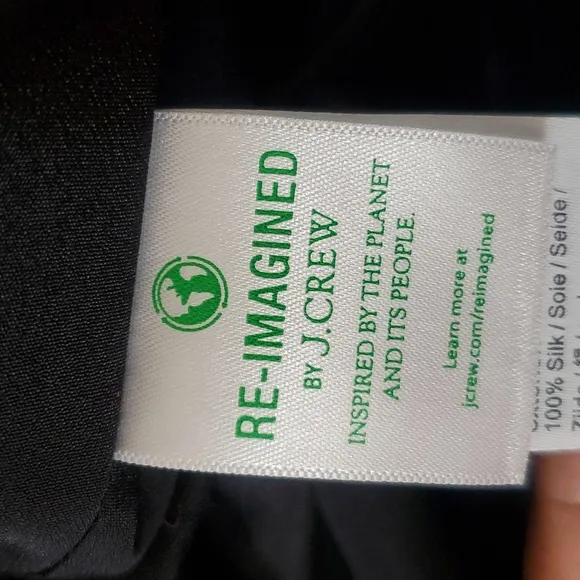 RE-IMAGINED
BY J.CREW
INSPIRED BY THE PLANET
AND ITS PEOPLE.
Learn more at
jcrew.com/reimagined
100% Silk / Soie / Seide /